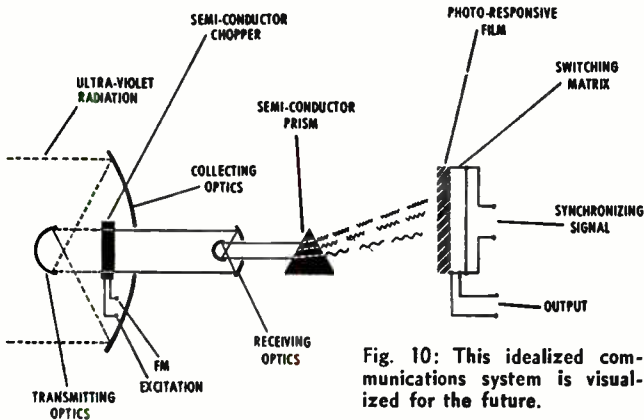 SEMI-CONDUCTOR
CHOPPER
PHOTO-RESPONSIVE
FILM
SWITCHING
MATRIX
ULTRA-VIOLET
RADIATION
SEMI-CONDUCTOR
PRISM
COLLECTING
OPTICS
SYNCHRONIZING
SIGNAL
OUTPUT
RECEIVING
OPTICS
FM
EXCITATION
TRANSMITTING
OPTICS
Fig. 10: This idealized com-
munications system is visual-
ized for the future.